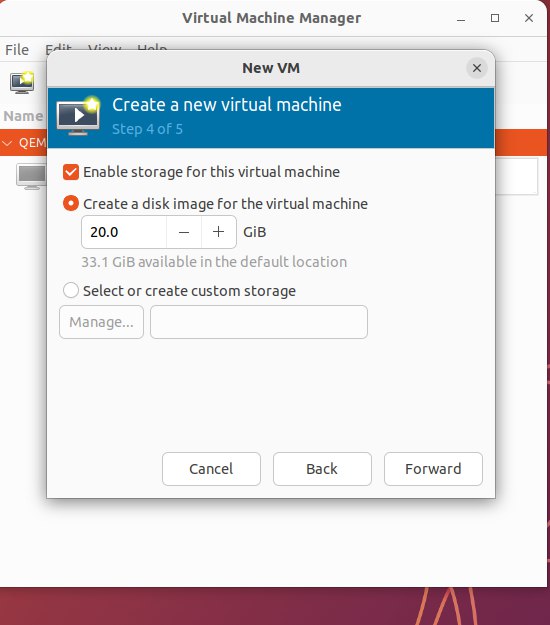 Virtual Machine Manager
File Edit View Help
New VM
Create a new virtual machine
Step 4 of 5
Name
QEM
Enable storage for this virtual machine
Create a disk image for the virtual machine
20.0 − + GiB
33.1 GiB available in the default location
Select or create custom storage
Manage...
Cancel Back Forward